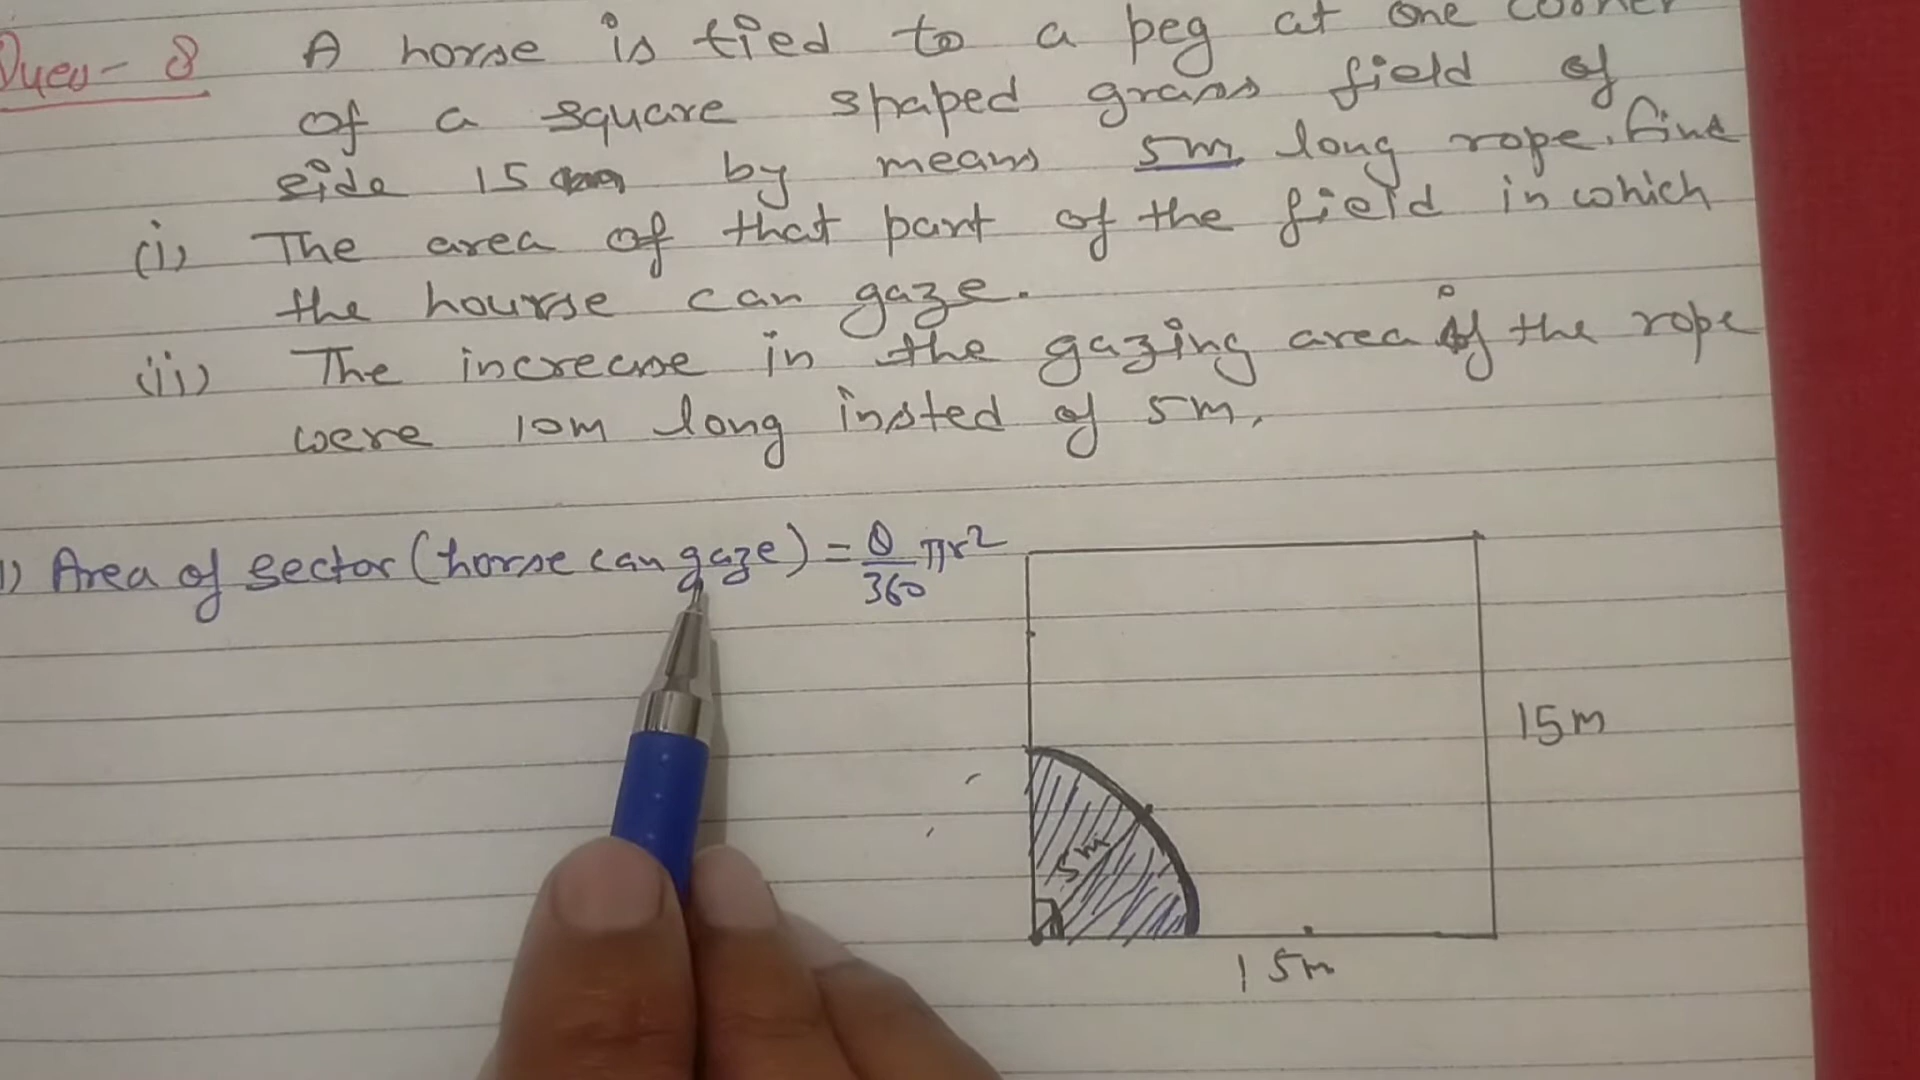 Ques- 8 A horse is tied to a peg at one corner
of a square shaped grass field of
side 15 by means 5m long rope. find
(i) The area of that part of the field in which
the hourse can gaze.
(ii) The increase in the gazing area if the rope
were 10m long insted of 5m.
1) Area of sector (horse can gaze) = θ/360 πr²
15m
5m
15m